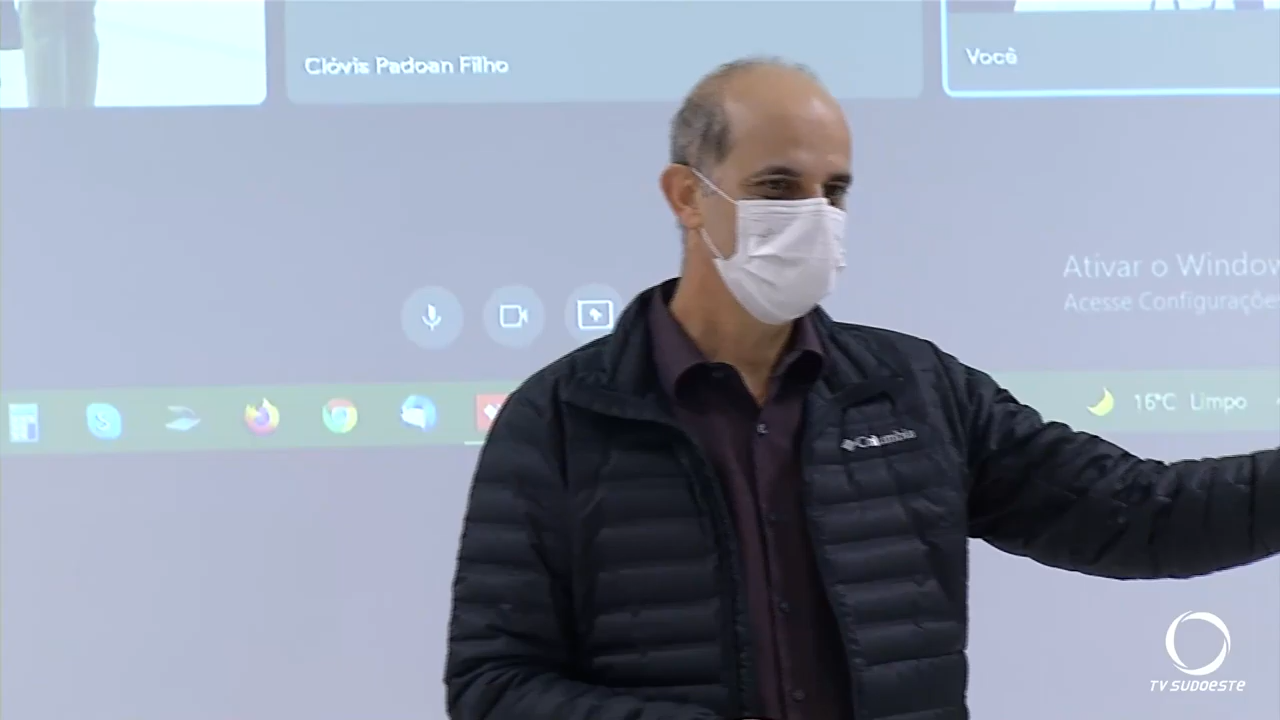 Clóvis Padoan Filho
Você
Ativar o Window
Acesse Configuraçõe
16°C Limpo
Columbia
TV SUDOESTE